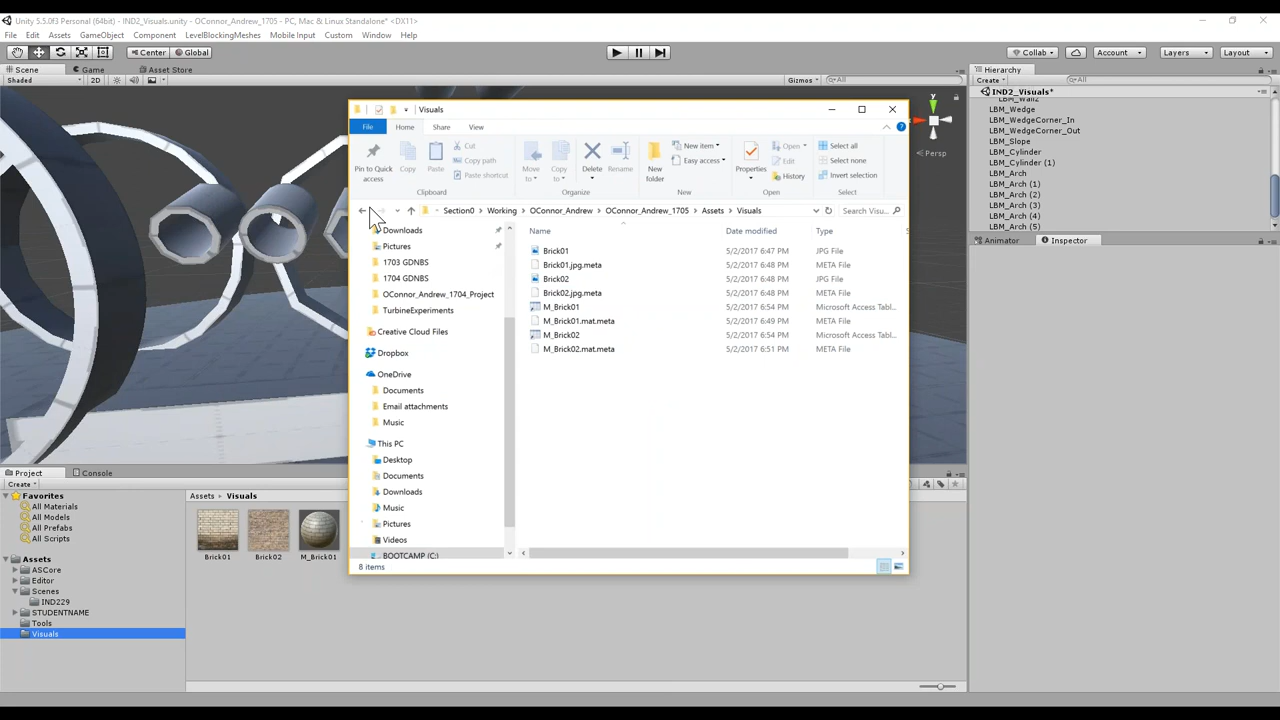 Unity 5.5.0f3 Personal (64bit) - IND2_Visuals.unity - OConnor_Andrew_1705 - PC, Mac & Linux Standalone* <DX11>
File Edit Assets GameObject Component LevelBlockingMeshes Mobile Input Custom Window Help
Center Global Collab Account Layers Layout
Scene Game Asset Store Hierarchy
Shaded 2D Gizmos All Create All
IND2_Visuals*
LBM_Wall2
LBM_Wedge
LBM_WedgeCorner_In
LBM_WedgeCorner_Out
LBM_Slope
LBM_Cylinder
LBM_Cylinder (1)
LBM_Arch
LBM_Arch (1)
LBM_Arch (2)
LBM_Arch (3)
LBM_Arch (4)
LBM_Arch (5)
Animator Inspector
y
Persp
Visuals
File Home Share View
Pin to Quick access
Copy
Paste
Cut
Copy path
Paste shortcut
Clipboard
Move to
Copy to
Delete
Rename
Organize
New folder
New item
Easy access
New
Properties
Open
Edit
History
Open
Select all
Select none
Invert selection
Select
Section0 > Working > OConnor_Andrew > OConnor_Andrew_1705 > Assets > Visuals
Search Visu...
Downloads
Pictures
1703 GDNBS
1704 GDNBS
OConnor_Andrew_1704_Project
TurbineExperiments
Creative Cloud Files
Dropbox
OneDrive
Documents
Email attachments
Music
This PC
Desktop
Documents
Downloads
Music
Pictures
Videos
BOOTCAMP (C:)
Name Date modified Type S
Brick01 5/2/2017 6:47 PM JPG File
Brick01.jpg.meta 5/2/2017 6:48 PM META File
Brick02 5/2/2017 6:48 PM JPG File
Brick02.jpg.meta 5/2/2017 6:48 PM META File
M_Brick01 5/2/2017 6:54 PM Microsoft Access Tabl...
M_Brick01.mat.meta 5/2/2017 6:49 PM META File
M_Brick02 5/2/2017 6:54 PM Microsoft Access Tabl...
M_Brick02.mat.meta 5/2/2017 6:51 PM META File
8 items
Project Console
Create
Favorites
All Materials
All Models
All Prefabs
All Scripts
Assets
ASCore
Editor
Scenes
IND229
STUDENTNAME
Tools
Visuals
Assets > Visuals
Brick01 Brick02 M_Brick01